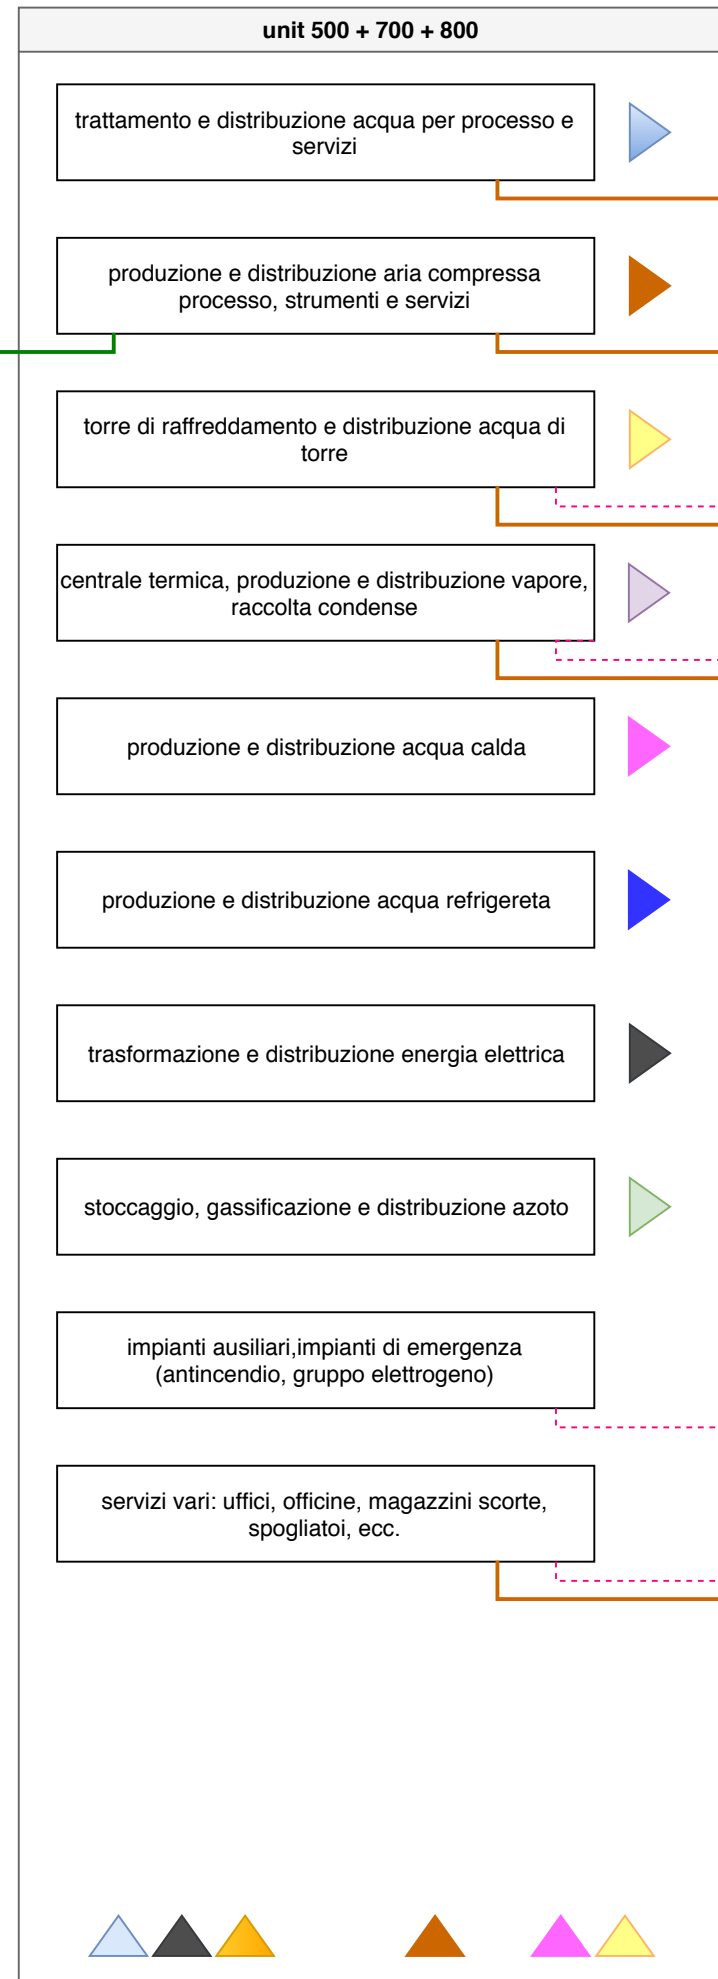 unit 500 + 700 + 800
trattamento e distribuzione acqua per processo e
servizi
produzione e distribuzione aria compressa
processo, strumenti e servizi
torre di raffreddamento e distribuzione acqua di
torre
centrale termica, produzione e distribuzione vapore,
raccolta condense
produzione e distribuzione acqua calda
produzione e distribuzione acqua refrigereta
trasformazione e distribuzione energia elettrica
stoccaggio, gassificazione e distribuzione azoto
impianti ausiliari,impianti di emergenza
(antincendio, gruppo elettrogeno)
servizi vari: uffici, officine, magazzini scorte,
spogliatoi, ecc.